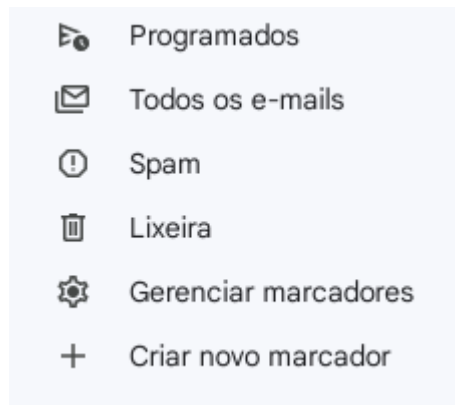 Programados
Todos os e-mails
Spam
Lixeira
Gerenciar marcadores
Criar novo marcador